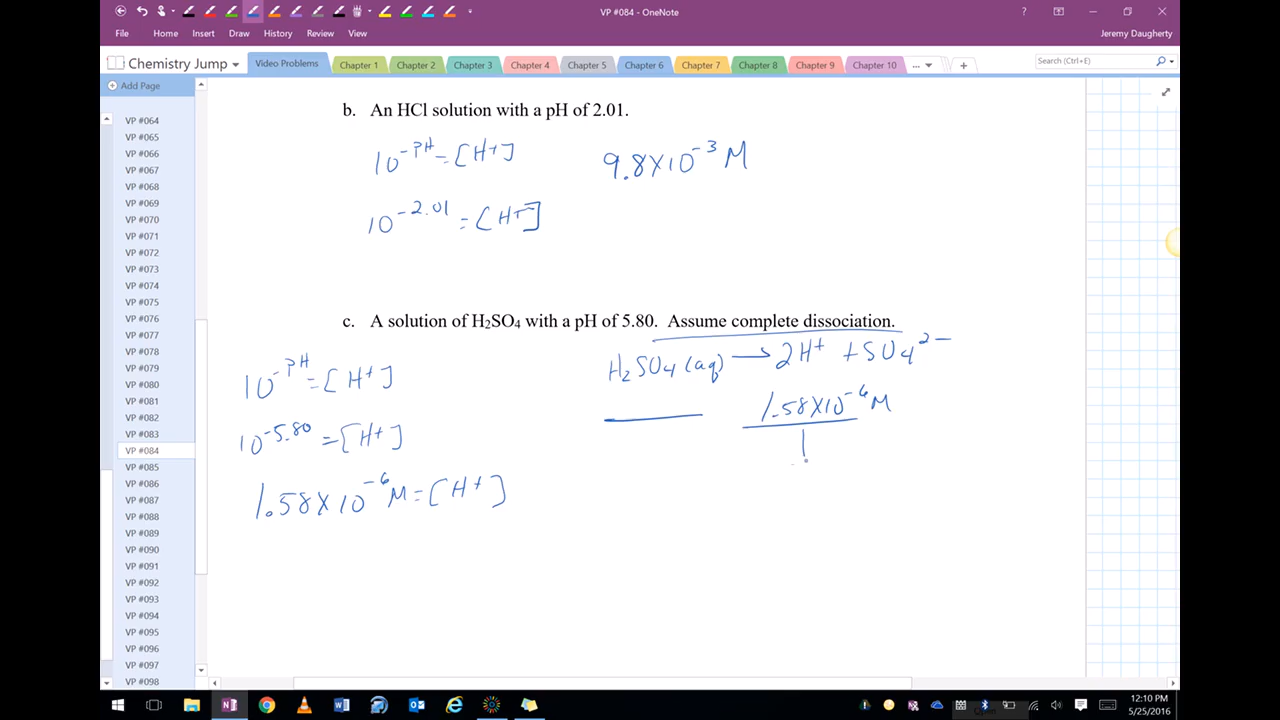 VP #084 - OneNote
?
File Home Insert Draw History Review View
Jeremy Daugherty
Chemistry Jump
Video Problems Chapter 1 Chapter 2 Chapter 3 Chapter 4 Chapter 5 Chapter 6 Chapter 7 Chapter 8 Chapter 9 Chapter 10 ... +
Search (Ctrl+E)
Add Page
VP #064
VP #065
VP #066
VP #067
VP #068
VP #069
VP #070
VP #071
VP #072
VP #073
VP #074
VP #075
VP #076
VP #077
VP #078
VP #079
VP #080
VP #081
VP #082
VP #083
VP #084
VP #085
VP #086
VP #087
VP #088
VP #089
VP #090
VP #091
VP #092
VP #093
VP #094
VP #095
VP #096
VP #097
VP #098
b. An HCl solution with a pH of 2.01.
10^-PH = [H+] 9.8X10^-3 M
10^-2.01 = [H+]
c. A solution of H₂SO₄ with a pH of 5.80. Assume complete dissociation.
H₂SO₄(aq) → 2H⁺ + SO₄²⁻
10^-PH = [H+]
1.58X10^-6 M
1
10^-5.80 = [H+]
1.58X10^-6 M = [H+]
12:10 PM
5/25/2016